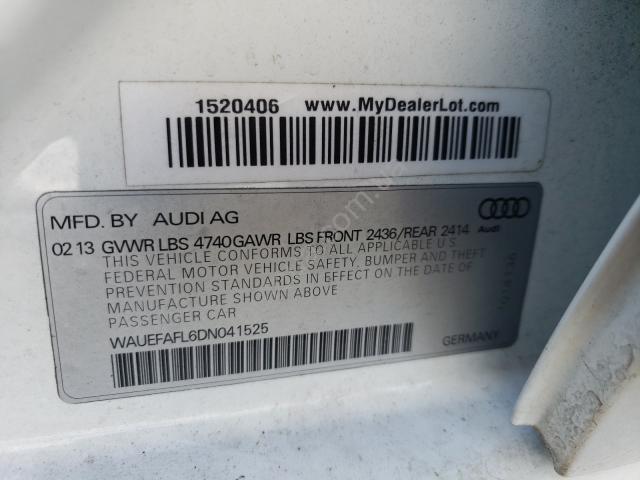 1520406 www.MyDealerLot.com
MFD. BY AUDI AG
02 13 GVWR LBS 4740 GAWR LBS FRONT 2436/REAR 2414
Audi
THIS VEHICLE CONFORMS TO ALL APPLICABLE U.S.
FEDERAL MOTOR VEHICLE SAFETY, BUMPER AND THEFT
PREVENTION STANDARDS IN EFFECT ON THE DATE OF
MANUFACTURE SHOWN ABOVE
PASSENGER CAR
WAUEFAFL6DN041525
GERMANY